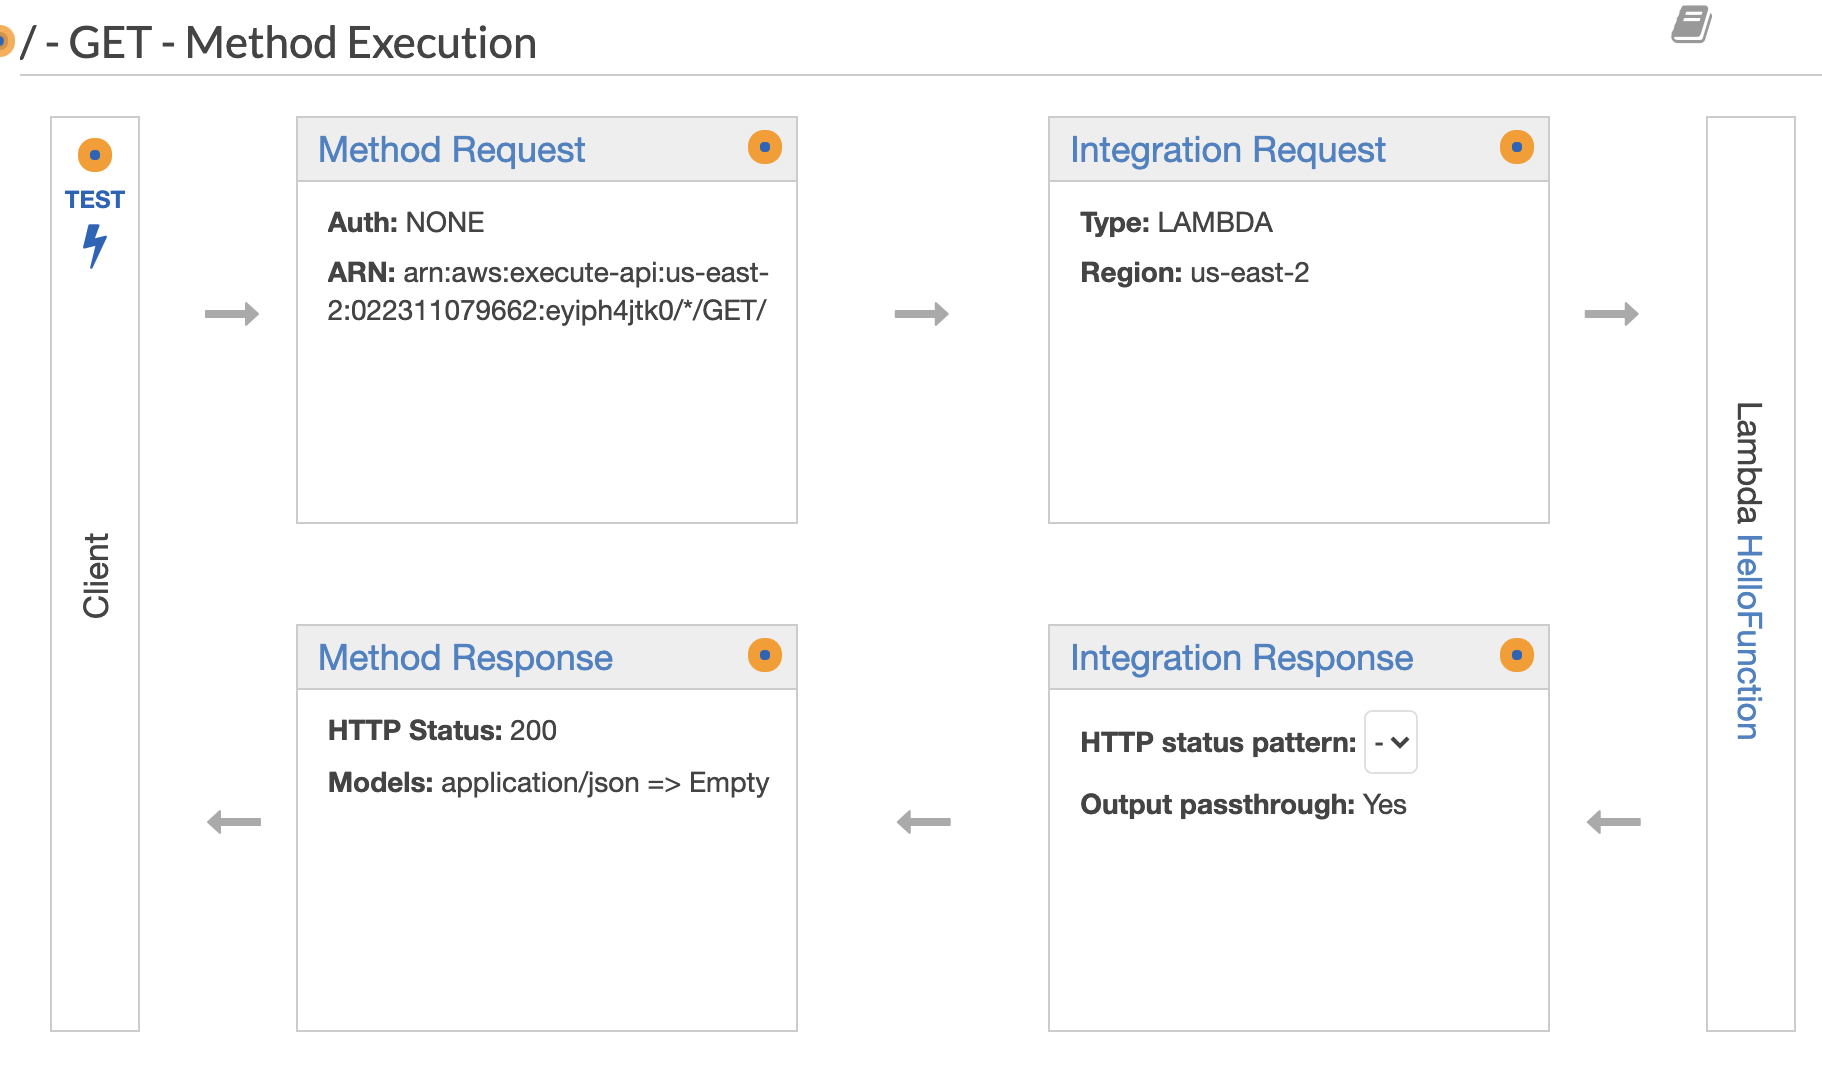 / - GET - Method Execution
TEST
Client
Method Request
Auth: NONE
ARN: arn:aws:execute-api:us-east-
2:022311079662:eyiph4jtk0/*/GET/
Integration Request
Type: LAMBDA
Region: us-east-2
Lambda HelloFunction
Method Response
HTTP Status: 200
Models: application/json => Empty
Integration Response
HTTP status pattern: -
Output passthrough: Yes